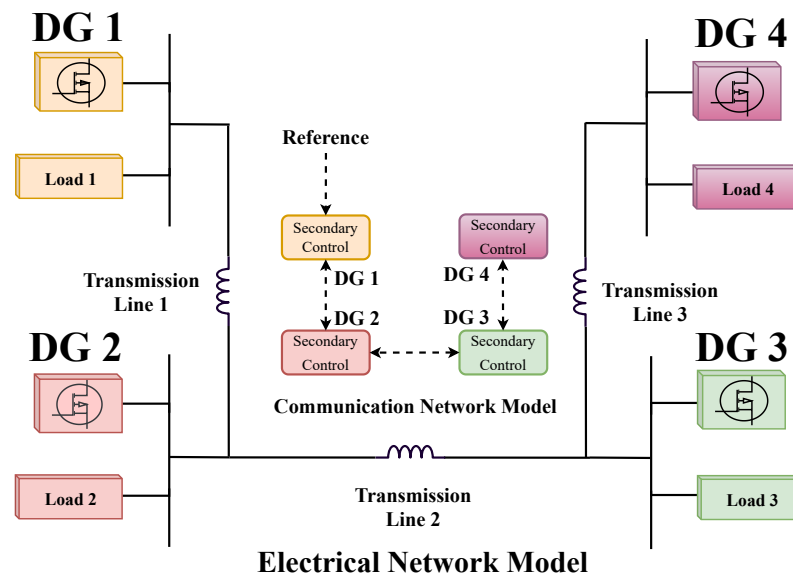 DG 1
DG 4
Reference
Load 1
Load 4
Secondary
Control
Secondary
Control
DG 1
DG 4
Transmission
Line 1
Transmission
Line 3
DG 2
DG 3
Secondary
Control
Secondary
Control
DG 2
DG 3
Communication Network Model
Load 2
Load 3
Transmission
Line 2
Electrical Network Model